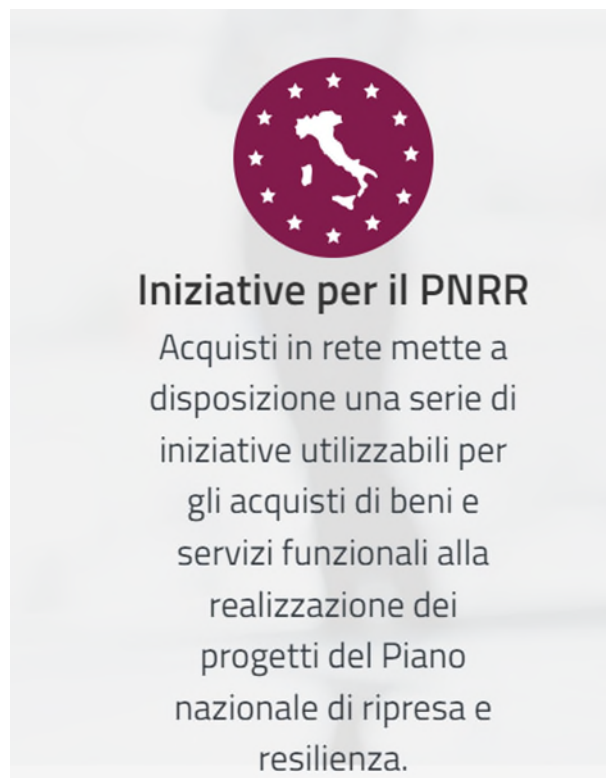 Iniziative per il PNRR
Acquisti in rete mette a
disposizione una serie di
iniziative utilizzabili per
gli acquisti di beni e
servizi funzionali alla
realizzazione dei
progetti del Piano
nazionale di ripresa e
resilienza.